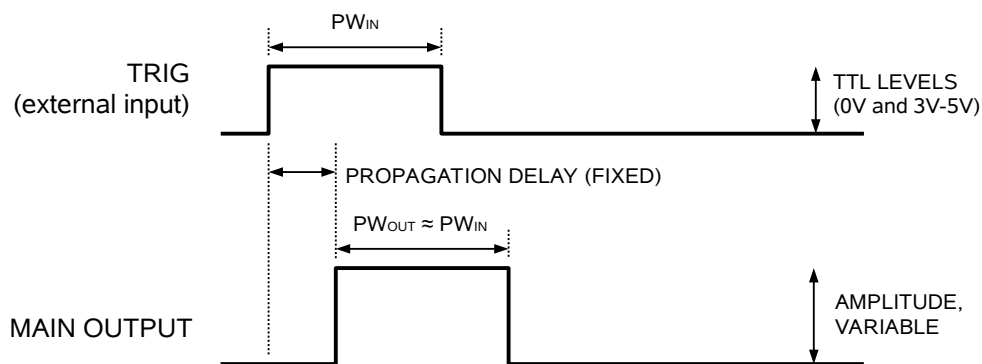 PWIN
TRIG
(external input)
TTL LEVELS
(0V and 3V-5V)
PROPAGATION DELAY (FIXED)
PWOUT ≈ PWIN
MAIN OUTPUT
AMPLITUDE,
VARIABLE